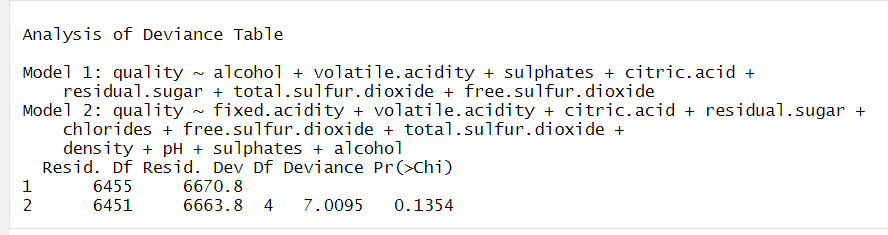 Analysis of Deviance Table
Model 1: quality ~ alcohol + volatile.acidity + sulphates + citric.acid +
residual.sugar + total.sulfur.dioxide + free.sulfur.dioxide
Model 2: quality ~ fixed.acidity + volatile.acidity + citric.acid + residual.sugar +
chlorides + free.sulfur.dioxide + total.sulfur.dioxide +
density + pH + sulphates + alcohol
Resid. Df Resid. Dev Df Deviance Pr(>Chi)
1 6455 6670.8
2 6451 6663.8 4 7.0095 0.1354